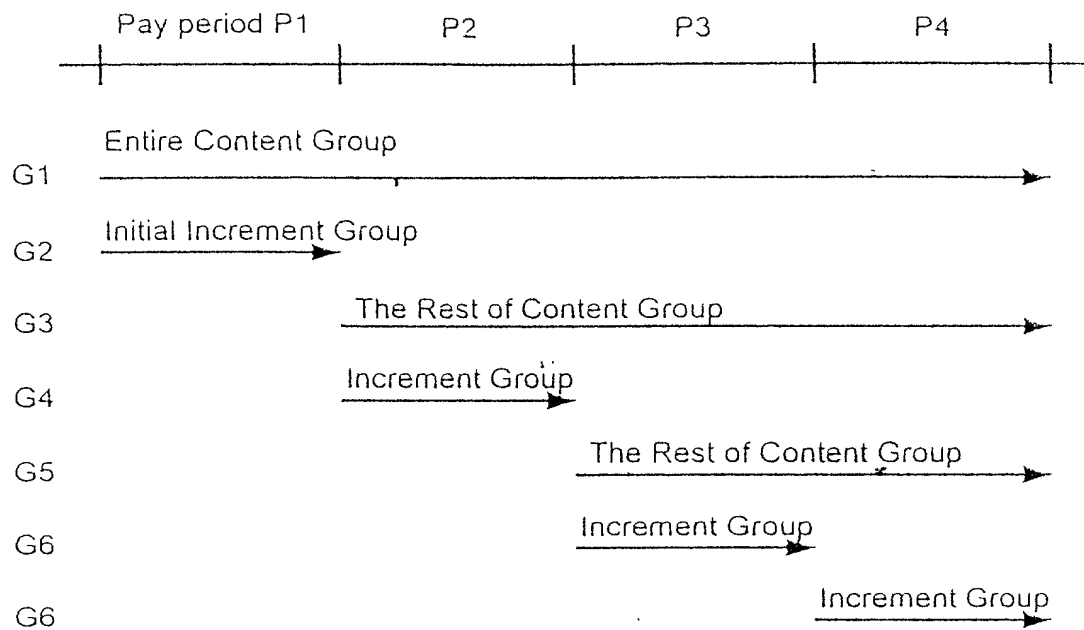 Pay period P1 P2 P3 P4
Entire Content Group
G1
Initial Increment Group
G2
The Rest of Content Group
G3
Increment Group
G4
The Rest of Content Group
G5
Increment Group
G6
Increment Group
G6